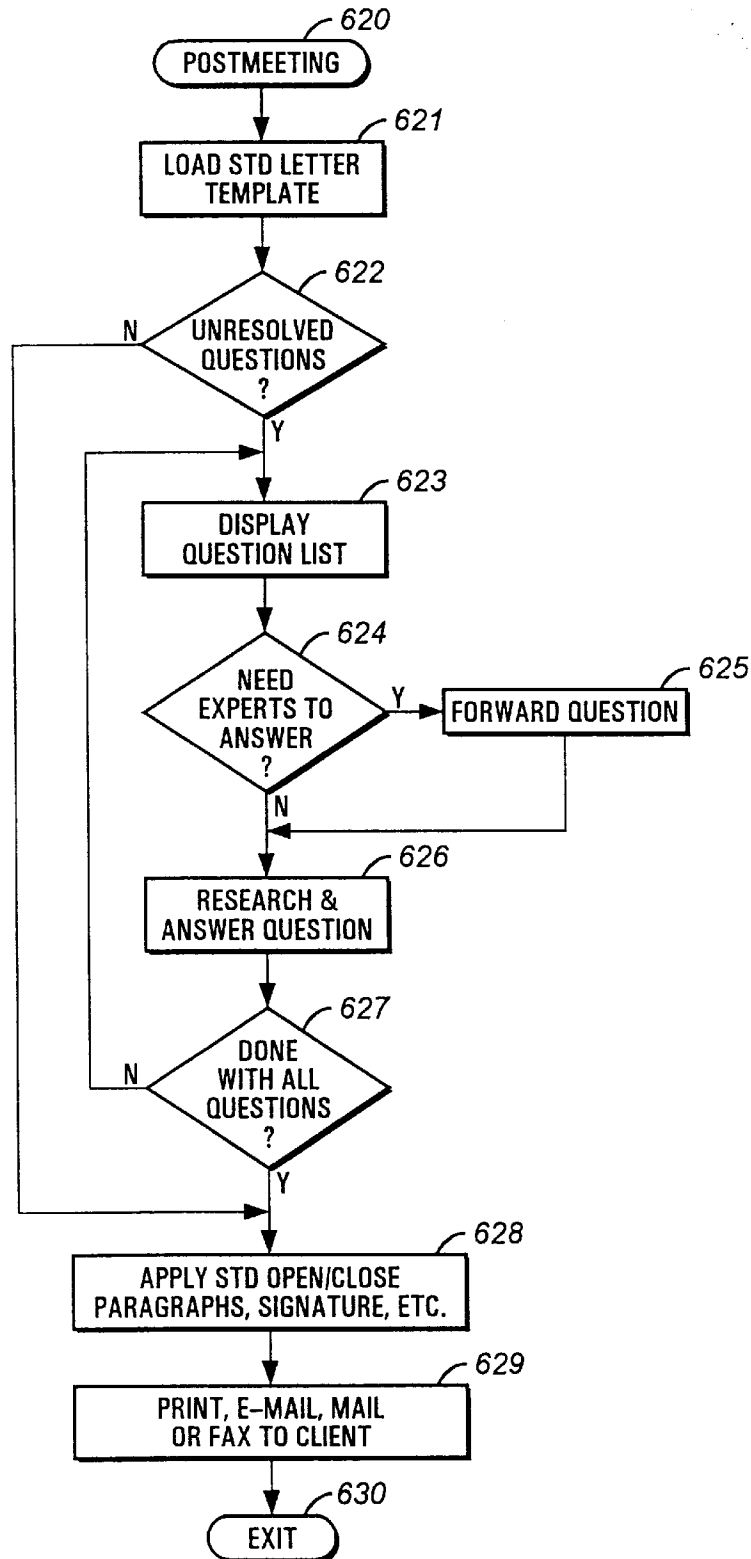 620
POSTMEETING
621
LOAD STD LETTER
TEMPLATE
622
N
UNRESOLVED
QUESTIONS
?
Y
623
DISPLAY
QUESTION LIST
624
NEED
EXPERTS TO
ANSWER
?
Y
625
FORWARD QUESTION
N
626
RESEARCH &
ANSWER QUESTION
627
N
DONE
WITH ALL
QUESTIONS
?
Y
628
APPLY STD OPEN/CLOSE
PARAGRAPHS, SIGNATURE, ETC.
629
PRINT, E–MAIL, MAIL
OR FAX TO CLIENT
630
EXIT